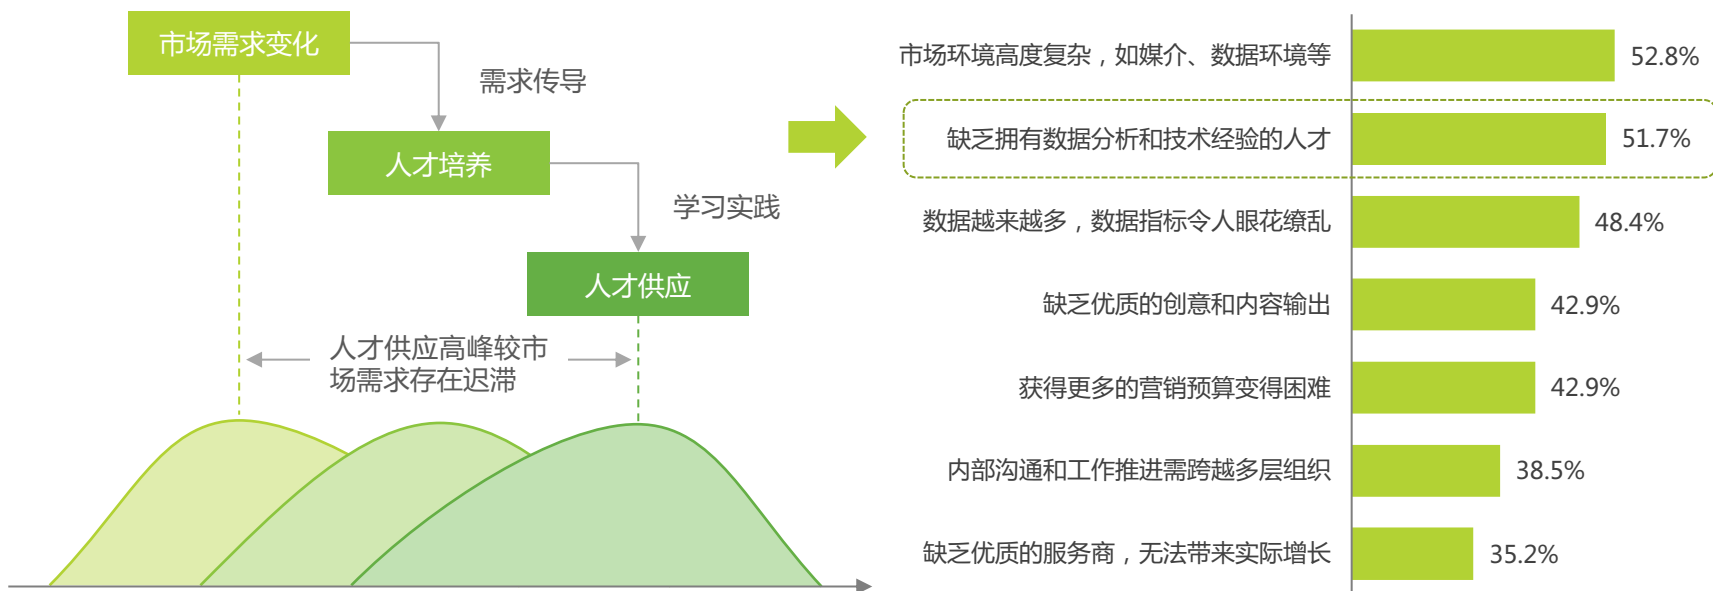 市场需求变化
需求传导
人才培养
学习实践
人才供应
人才供应高峰较市
场需求存在迟滞
市场环境高度复杂，如媒介、数据环境等
52.8%
缺乏拥有数据分析和技术经验的人才
51.7%
数据越来越多，数据指标令人眼花缭乱
48.4%
缺乏优质的创意和内容输出
42.9%
获得更多的营销预算变得困难
42.9%
内部沟通和工作推进需跨越多层组织
38.5%
缺乏优质的服务商，无法带来实际增长
35.2%